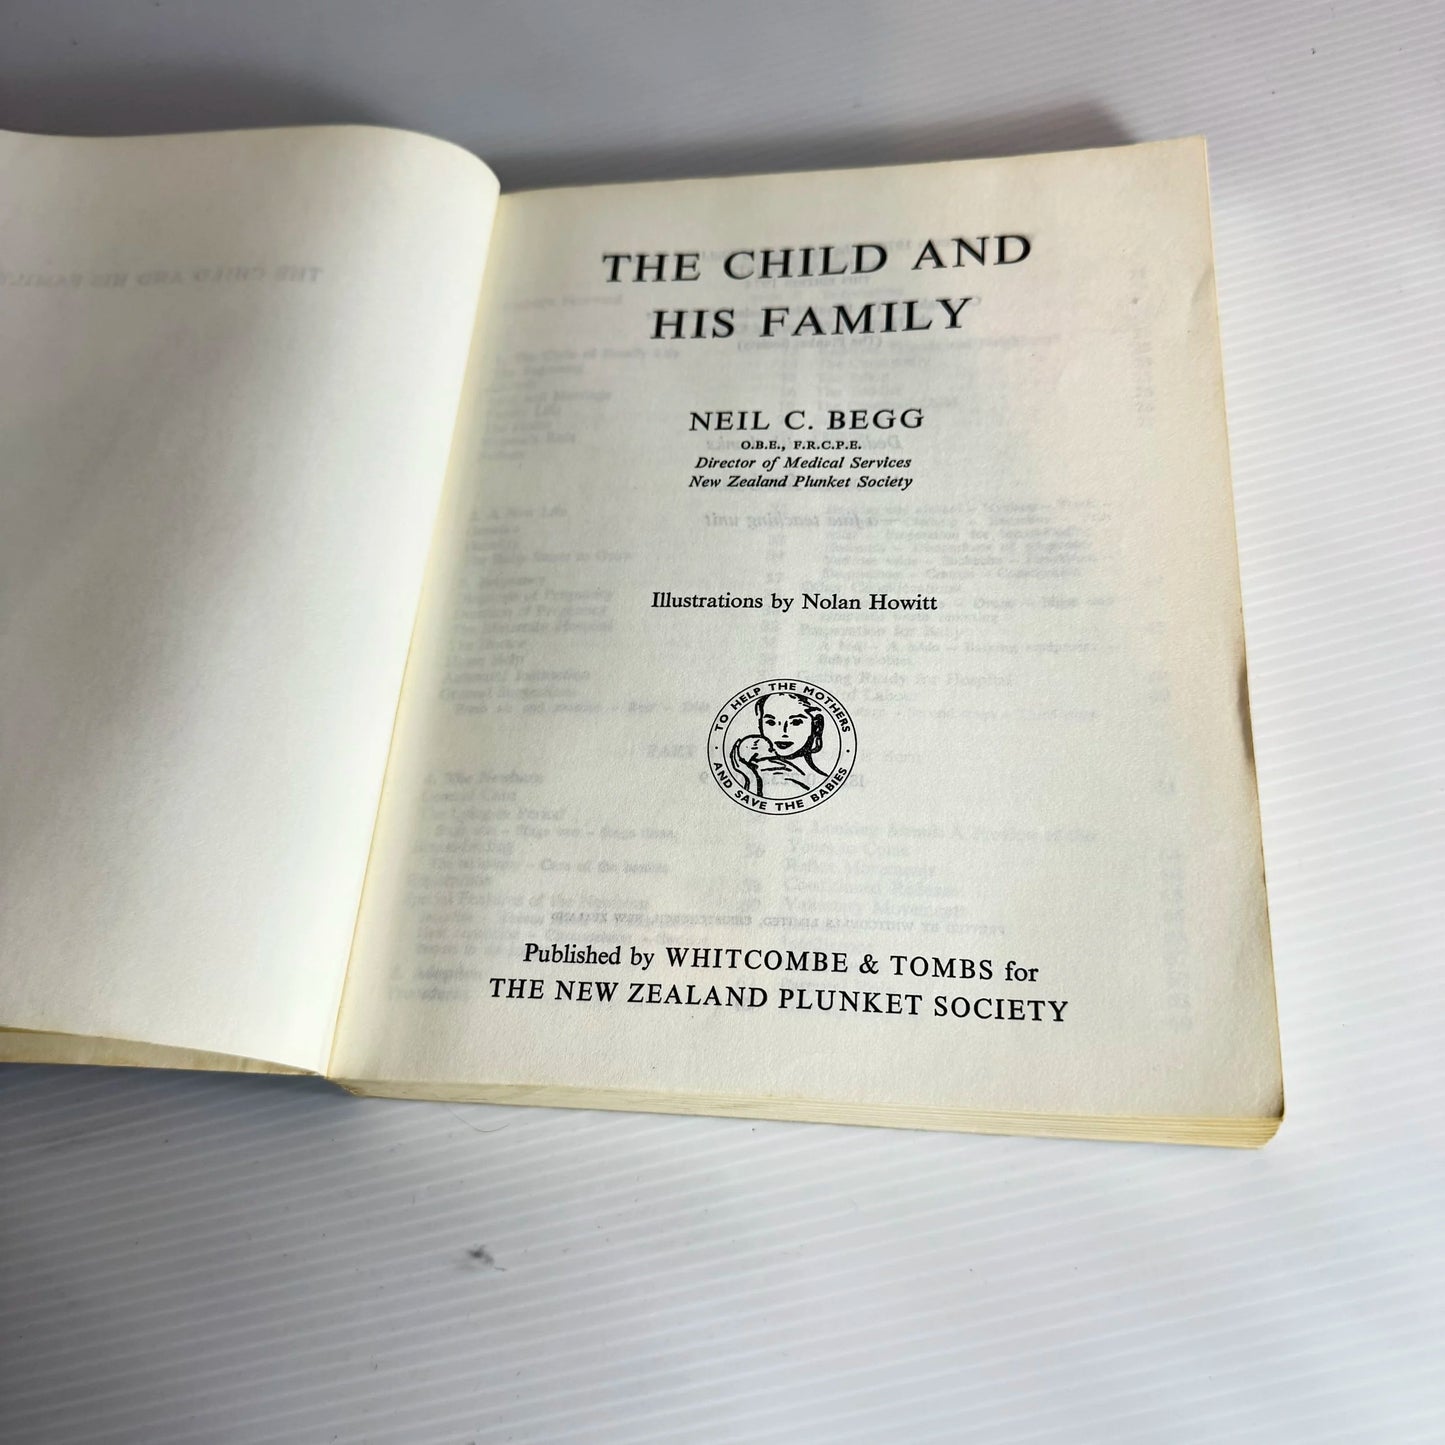 THE CHILD AND
HIS FAMILY
NEIL C. BEGG
O.B.E., F.R.C.P.E.
Director of Medical Services
New Zealand Plunket Society
Illustrations by Nolan Howitt
TO HELP THE MOTHERS
AND SAVE THE BABIES
Published by WHITCOMBE & TOMBS for
THE NEW ZEALAND PLUNKET SOCIETY